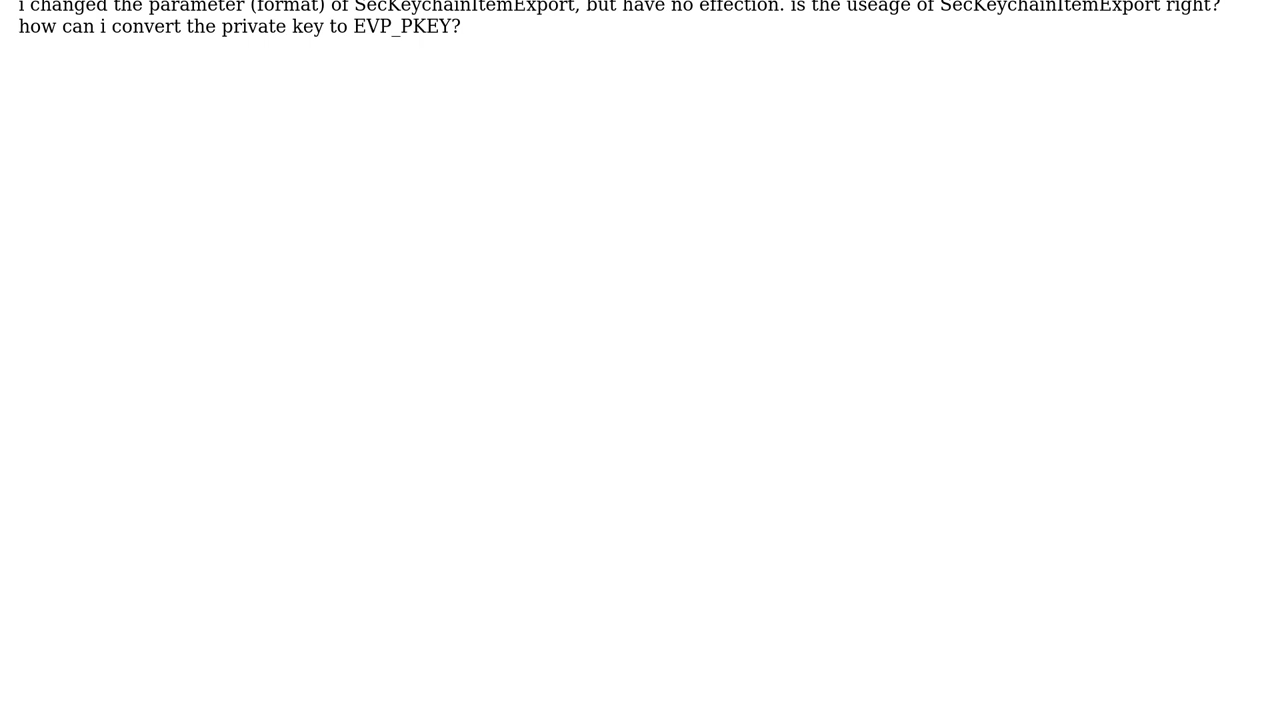 i changed the parameter (format) of SecKeychainItemExport, but have no effection. is the useage of SecKeychainItemExport right?
how can i convert the private key to EVP_PKEY?